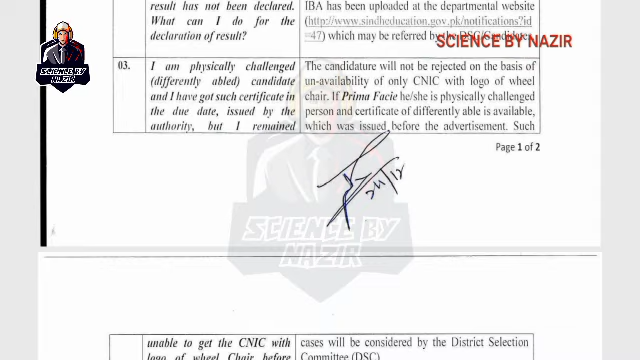 result has not been declared.
What can I do for the
declaration of result?
IBA has been uploaded at the departmental website
(http://www.sindheducation.gov.pk/notifications?id
=47) which may be referred by the DSC/Candidates
SCIENCE BY NAZIR
SCIENCE BY
NAZIR
03.
I am physically challenged
(differently abled) candidate
and I have got such certificate in
the due date, issued by the
authority, but I remained
The candidature will not be rejected on the basis of
un-availability of only CNIC with logo of wheel
chair. If Prima Facie he/she is physically challenged
person and certificate of differently able is available,
which was issued before the advertisement. Such
Page 1 of 2
24/12
SCIENCE BY
NAZIR
unable to get the CNIC with
logo of wheel Chair before
cases will be considered by the District Selection
Committee (DSC)